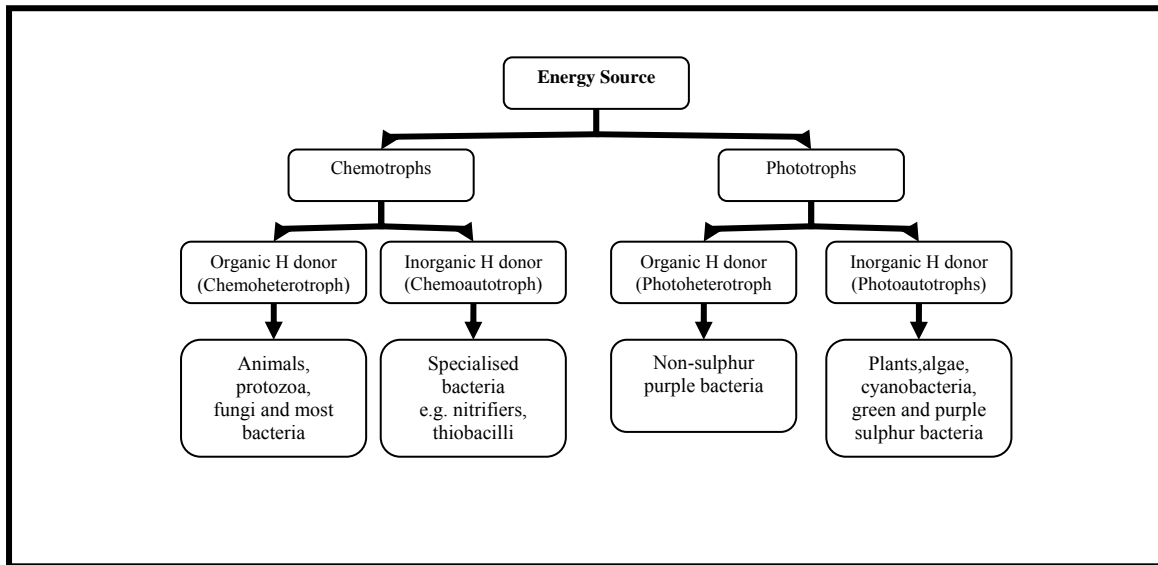 Energy Source
Chemotrophs
Phototrophs
Organic H donor
(Chemoheterotroph)
Inorganic H donor
(Chemoautotroph)
Organic H donor
(Photoheterotroph
Inorganic H donor
(Photoautotrophs)
Animals,
protozoa,
fungi and most
bacteria
Specialised
bacteria
e.g. nitrifiers,
thiobacilli
Non-sulphur
purple bacteria
Plants,algae,
cyanobacteria,
green and purple
sulphur bacteria